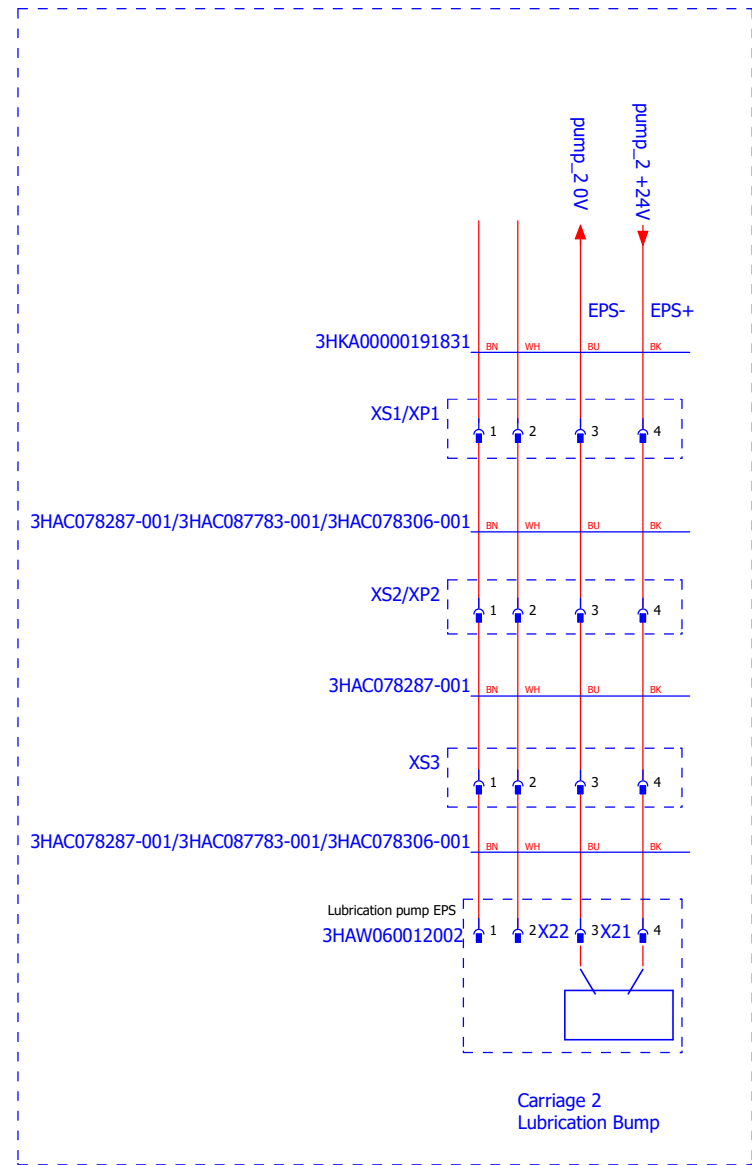 pump_2 0V
pump_2 +24V
EPS- EPS+
3HKA00000191831 BN WH BU BK
XS1/XP1
1 2 3 4
3HAC078287-001/3HAC087783-001/3HAC078306-001 BN WH BU BK
XS2/XP2
1 2 3 4
3HAC078287-001 BN WH BU BK
XS3
1 2 3 4
3HAC078287-001/3HAC087783-001/3HAC078306-001 BN WH BU BK
Lubrication pump EPS
3HAW060012002 1 2 X22 3 X21 4
Carriage 2
Lubrication Bump